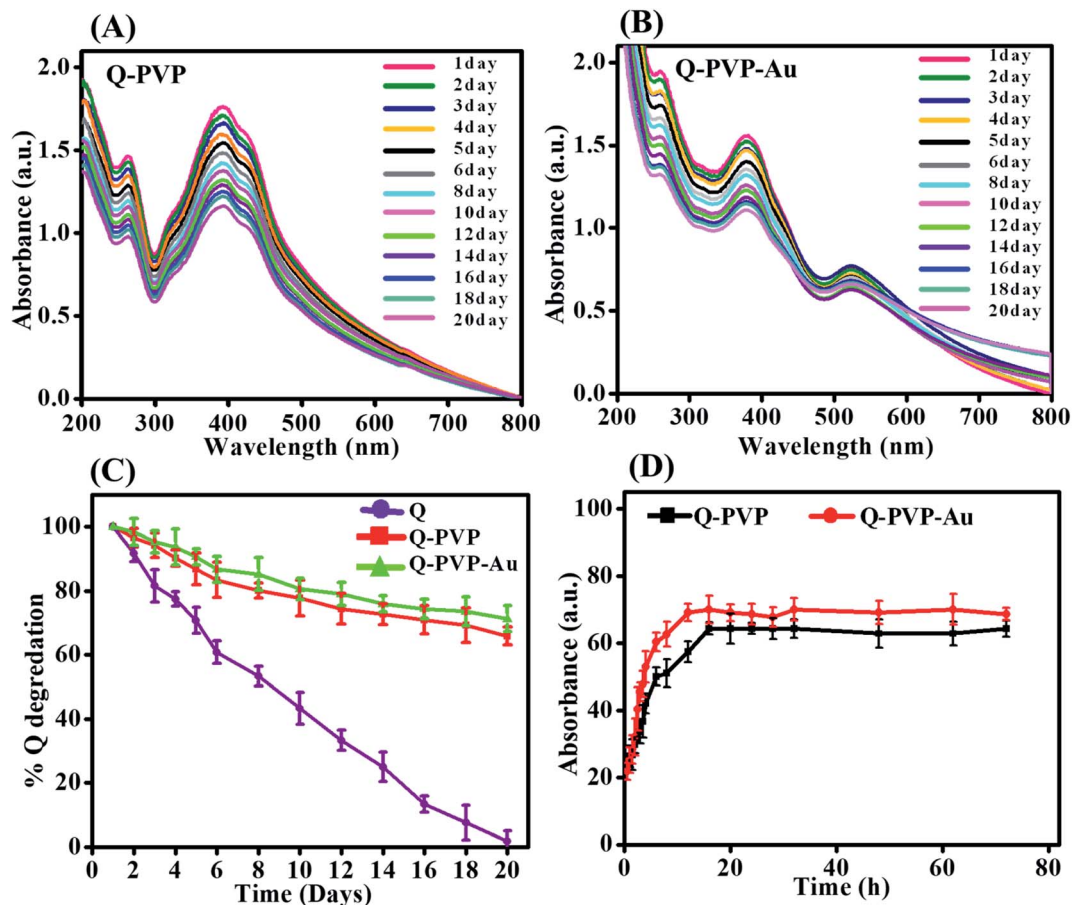 (A)
Q-PVP
1day
2day
3day
4day
5day
6day
8day
10day
12day
14day
16day
18day
20day
2.0
1.5
1.0
0.5
0.0
Absorbance (a.u.)
200 300 400 500 600 700 800
Wavelength (nm)
(B)
Q-PVP-Au
1day
2day
3day
4day
5day
6day
8day
10day
12day
14day
16day
18day
20day
2.0
1.5
1.0
0.5
0.0
Absorbance (a.u.)
200 300 400 500 600 700 800
Wavelength (nm)
(C)
Q
Q-PVP
Q-PVP-Au
100
80
60
40
20
0
% Q degredation
0 2 4 6 8 10 12 14 16 18 20
Time (Days)
(D)
Q-PVP Q-PVP-Au
100
80
60
40
20
0
Absorbance (a.u.)
0 20 40 60 80
Time (h)